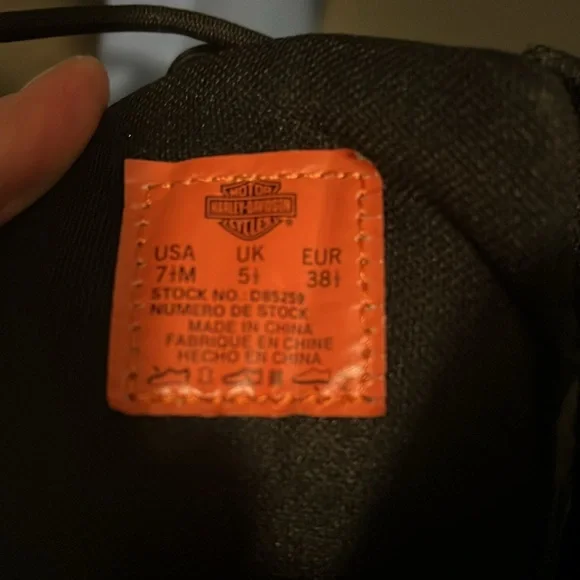 MOTOR
HARLEY-DAVIDSON
CYCLES
USA UK EUR
7½M 5½ 38½
STOCK NO.: D85259
NUMERO DE STOCK
MADE IN CHINA
FABRIQUE EN CHINE
HECHO EN CHINA